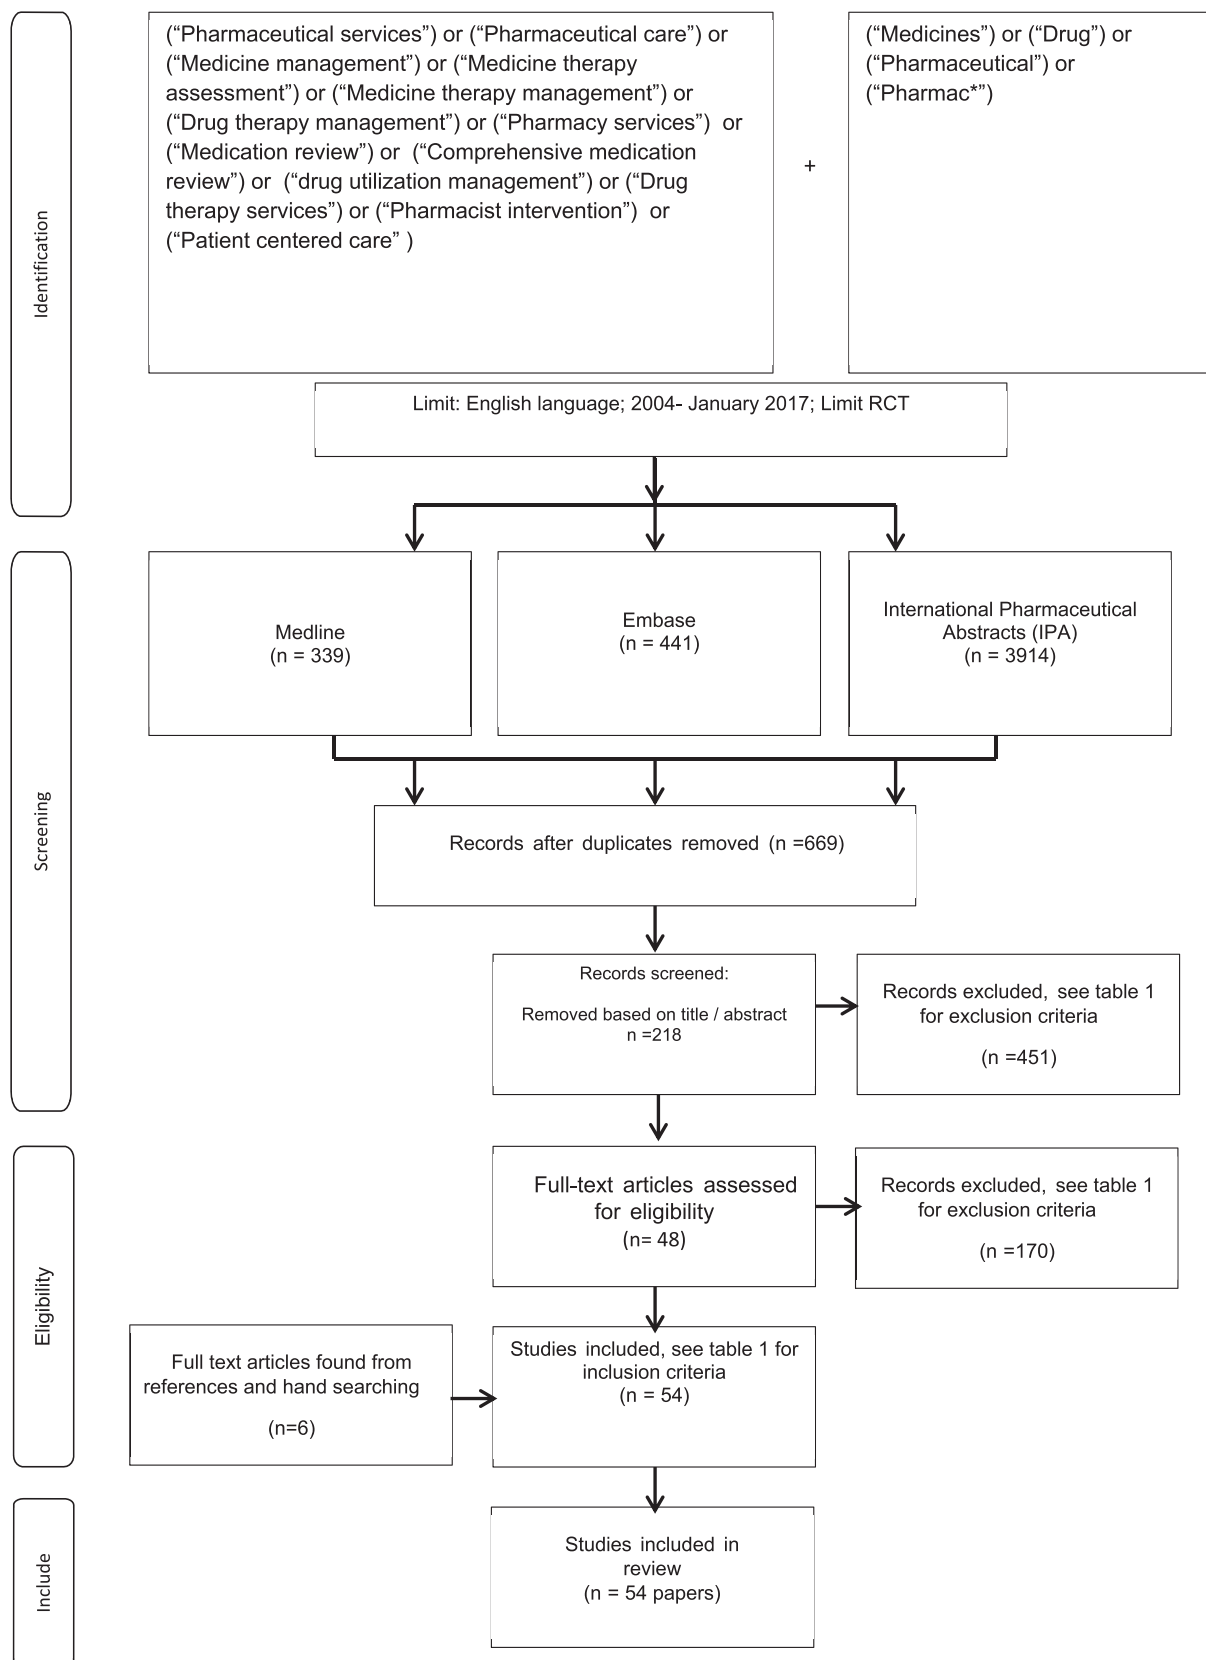 Identification
(“Pharmaceutical services”) or (“Pharmaceutical care”) or
(“Medicine management”) or (“Medicine therapy
assessment”) or (“Medicine therapy management”) or
(“Drug therapy management”) or (“Pharmacy services”) or
(“Medication review”) or (“Comprehensive medication
review”) or (“drug utilization management”) or (“Drug
therapy services”) or (“Pharmacist intervention”) or
(“Patient centered care” )
+
(“Medicines”) or (“Drug”) or
(“Pharmaceutical”) or
(“Pharmac*”)
Limit: English language; 2004- January 2017; Limit RCT
Screening
Medline
(n = 339)
Embase
(n = 441)
International Pharmaceutical
Abstracts (IPA)
(n = 3914)
Records after duplicates removed (n =669)
Records screened:
Removed based on title / abstract
n =218
Records excluded, see table 1
for exclusion criteria
(n =451)
Eligibility
Full-text articles assessed
for eligibility
(n= 48)
Records excluded, see table 1
for exclusion criteria
(n =170)
Full text articles found from
references and hand searching
(n=6)
Studies included, see table 1 for
inclusion criteria
(n = 54)
Include
Studies included in
review
(n = 54 papers)